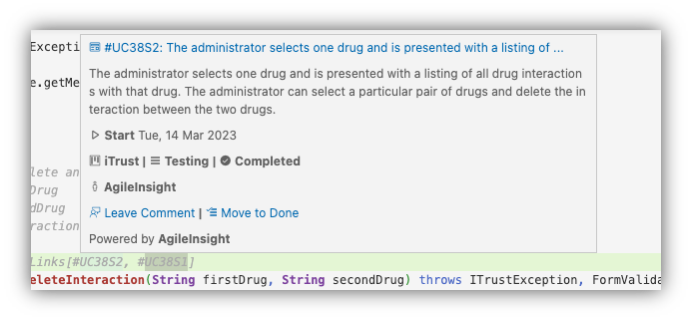 Excepti
#UC38S2: The administrator selects one drug and is presented with a listing of ...
The administrator selects one drug and is presented with a listing of all drug interaction
e.getMe
s with that drug. The administrator can select a particular pair of drugs and delete the in
teraction between the two drugs.
Start Tue, 14 Mar 2023
iTrust | Testing | Completed
lete an
Drug
AgileInsight
dDrug
Leave Comment | Move to Done
raction
Powered by AgileInsight
Links[#UC38S2, #UC38S1]
eleteInteraction(String firstDrug, String secondDrug) throws ITrustException, FormValida